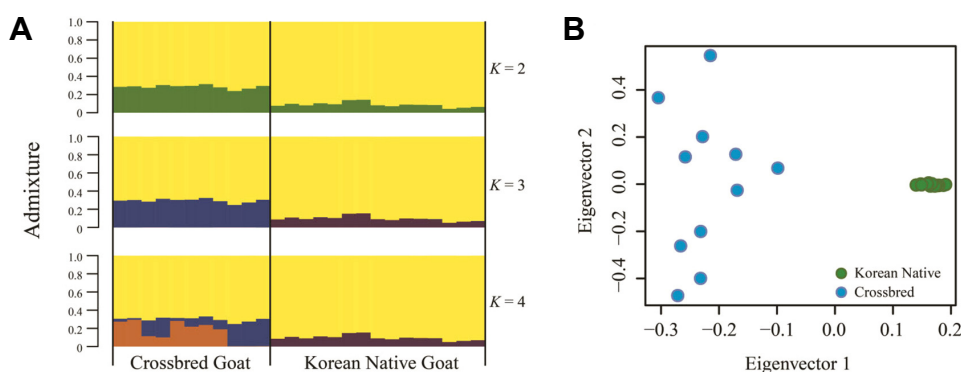 A
Admixture
1.0
0.8
0.6
0.4
0.2
0
K = 2
1.0
0.8
0.6
0.4
0.2
0
K = 3
1.0
0.8
0.6
0.4
0.2
0
K = 4
Crossbred Goat
Korean Native Goat
B
Eigenvector 2
0.4
0.2
0.0
−0.2
−0.4
Korean Native
Crossbred
−0.3
−0.2
−0.1
0.0
0.1
0.2
Eigenvector 1